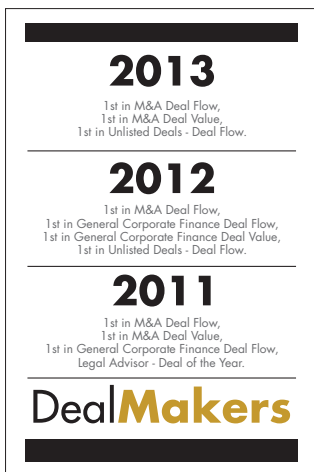 2013
1st in M&A Deal Flow,
1st in M&A Deal Value,
1st in Unlisted Deals - Deal Flow.
2012
1st in M&A Deal Flow,
1st in General Corporate Finance Deal Flow,
1st in General Corporate Finance Deal Value,
1st in Unlisted Deals - Deal Flow.
2011
1st in M&A Deal Flow,
1st in M&A Deal Value,
1st in General Corporate Finance Deal Flow,
Legal Advisor - Deal of the Year.
DealMakers